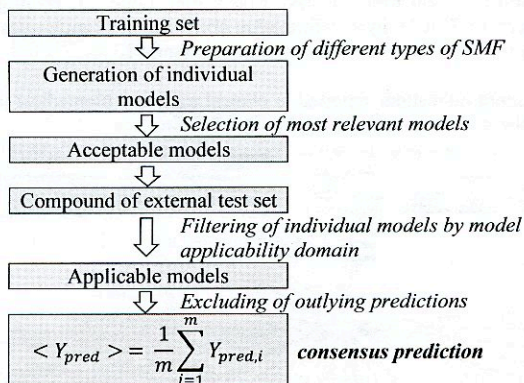 Training set
Preparation of different types of SMF
Generation of individual
models
Selection of most relevant models
Acceptable models
Compound of external test set
Filtering of individual models by model
applicability domain
Applicable models
Excluding of outlying predictions
< Y_pred > = 1/m ∑_{i=1}^{m} Y_pred,i consensus prediction